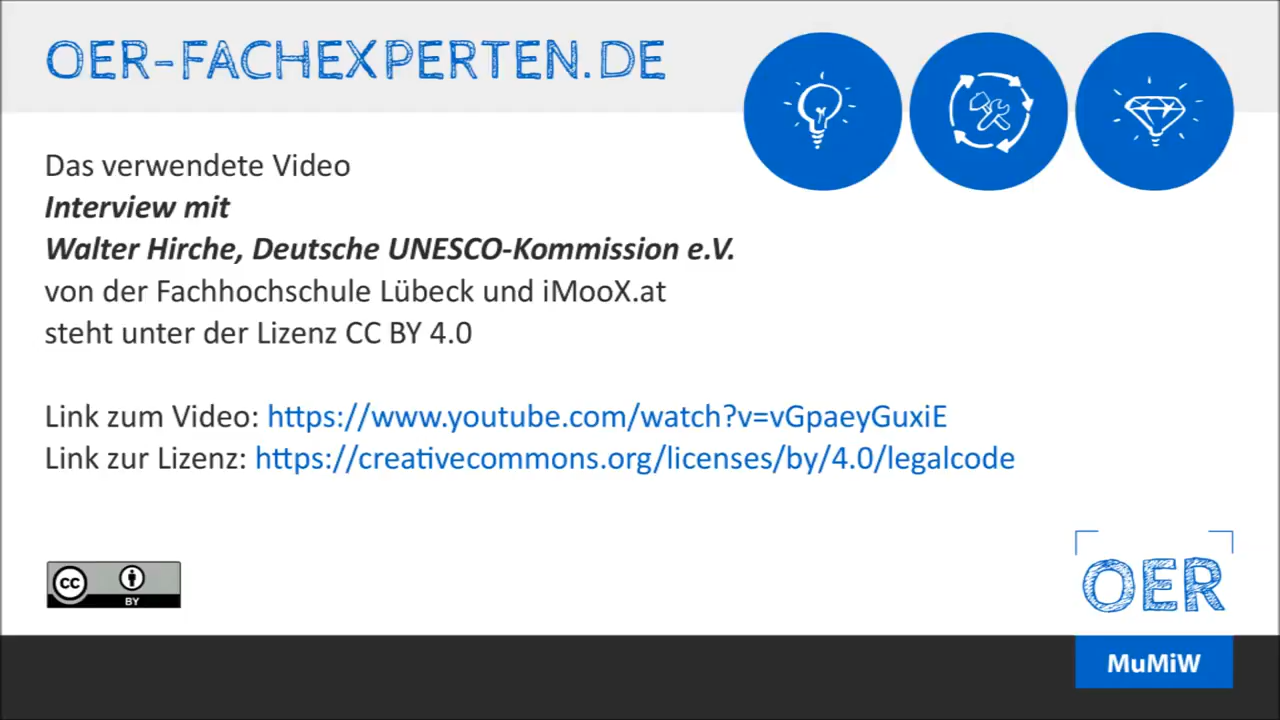 OER-FACHEXPERTEN.DE
Das verwendete Video
Interview mit
Walter Hirche, Deutsche UNESCO-Kommission e.V.
von der Fachhochschule Lübeck und iMooX.at
steht unter der Lizenz CC BY 4.0
Link zum Video: https://www.youtube.com/watch?v=vGpaeyGuxiE
Link zur Lizenz: https://creativecommons.org/licenses/by/4.0/legalcode
cc
BY
OER
MuMiW